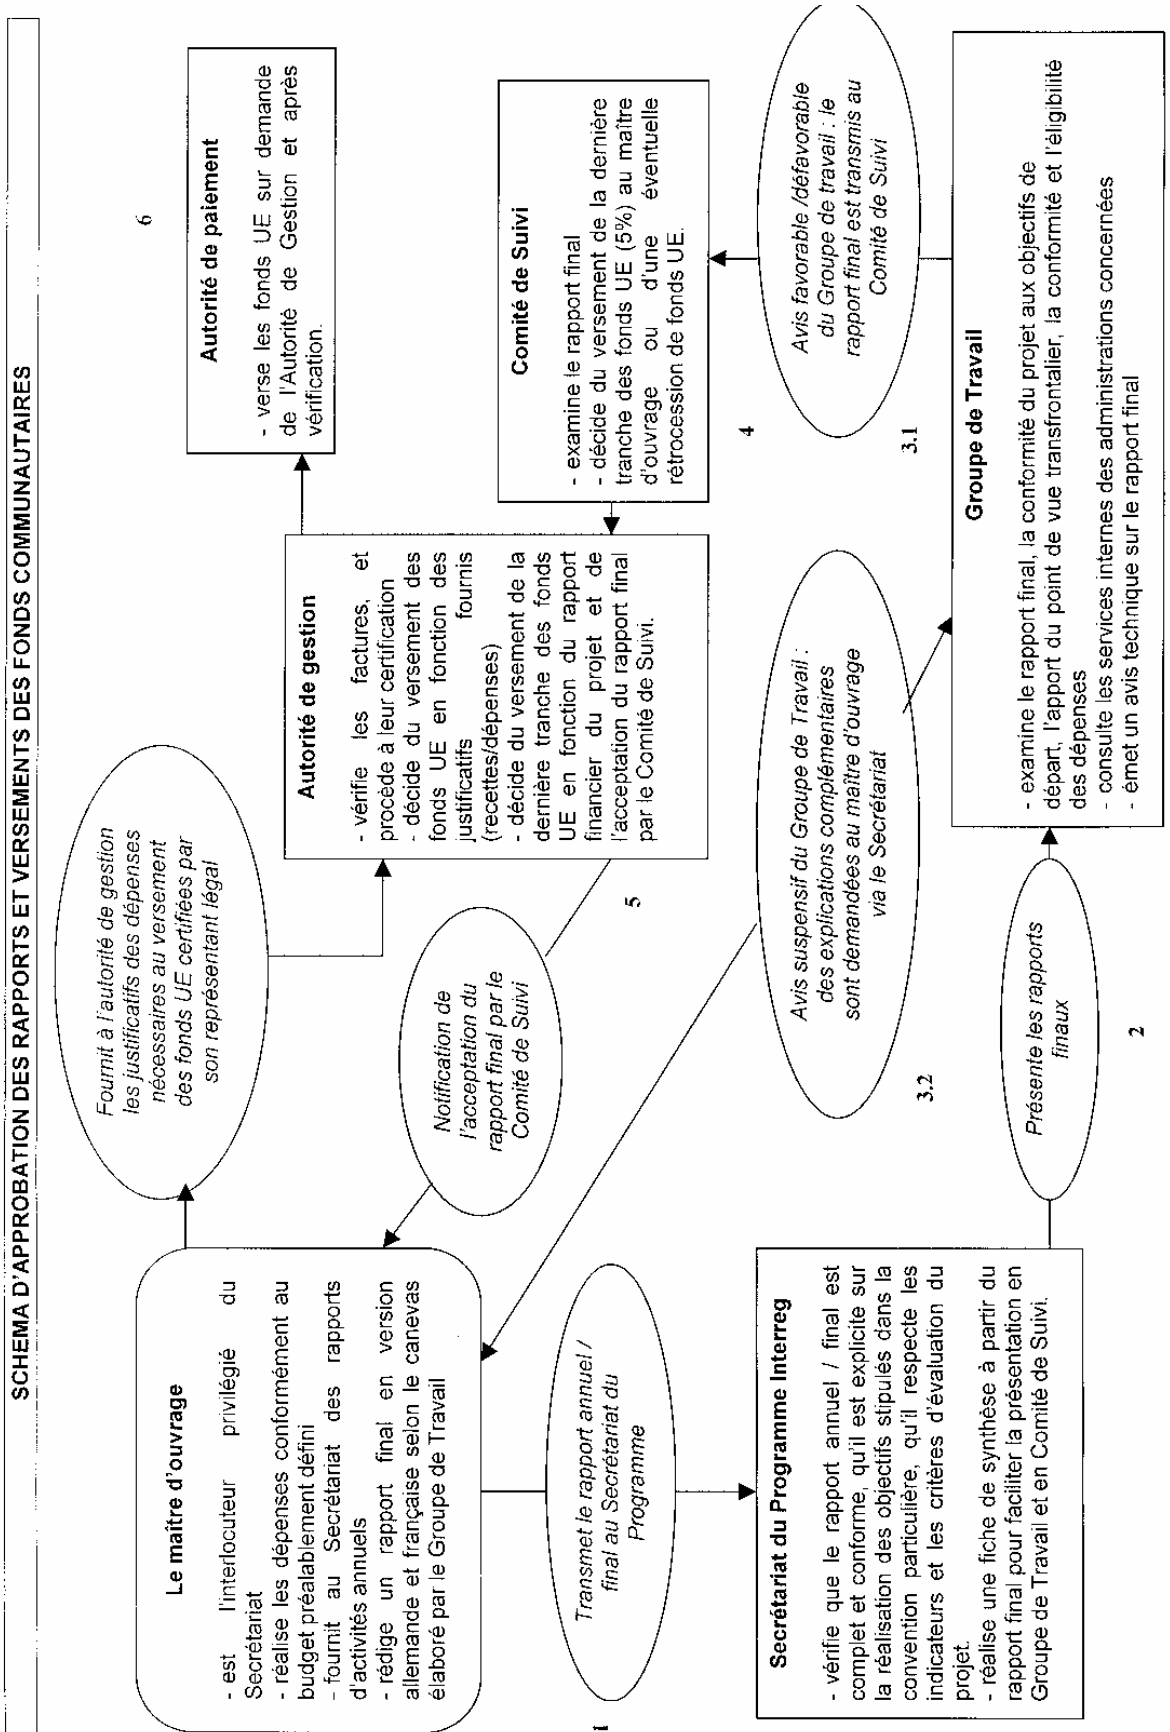 SCHEMA D'APPROBATION DES RAPPORTS ET VERSEMENTS DES FONDS COMMUNAUTAIRES
Le maître d'ouvrage
- est l'interlocuteur privilégié du
Secrétariat
- réalise les dépenses conformément au
budget préalablement défini
- fournit au Secrétariat des rapports
d'activités annuels
- rédige un rapport final en version
allemande et française selon le canevas
élaboré par le Groupe de Travail
Fournit à l'autorité de gestion
les justificatifs des dépenses
nécessaires au versement
des fonds UE certifiées par
son représentant légal
Autorité de gestion
- vérifie les factures, et
procède à leur certification
- décide du versement des
fonds UE en fonction des
justificatifs fournis
(recettes/dépenses)
- décide du versement de la
dernière tranche des fonds
UE en fonction du rapport
financier du projet et de
l'acceptation du rapport final
par le Comité de Suivi.
Autorité de paiement
- verse les fonds UE sur demande
de l'Autorité de Gestion et après
vérification.
6
Notification de
l'acceptation du
rapport final par le
Comité de Suivi
5
Comité de Suivi
- examine le rapport final
- décide du versement de la dernière
tranche des fonds UE (5%) au maître
d'ouvrage ou d'une éventuelle
rétrocession de fonds UE.
4
1
Transmet le rapport annuel /
final au Secrétariat du
Programme
Secrétariat du Programme Interreg
- vérifie que le rapport annuel / final est
complet et conforme, qu'il est explicite sur
la réalisation des objectifs stipulés dans la
convention particulière, qu'il respecte les
indicateurs et les critères d'évaluation du
projet.
- réalise une fiche de synthèse à partir du
rapport final pour faciliter la présentation en
Groupe de Travail et en Comité de Suivi.
Présente les rapports
finaux
2
Avis suspensif du Groupe de Travail :
des explications complémentaires
sont demandées au maître d'ouvrage
via le Secrétariat
3.2
Avis favorable /défavorable
du Groupe de travail : le
rapport final est transmis au
Comité de Suivi
3.1
Groupe de Travail
- examine le rapport final, la conformité du projet aux objectifs de
départ, l'apport du point de vue transfrontalier, la conformité et l'éligibilité
des dépenses
- consulte les services internes des administrations concernées
- émet un avis technique sur le rapport final